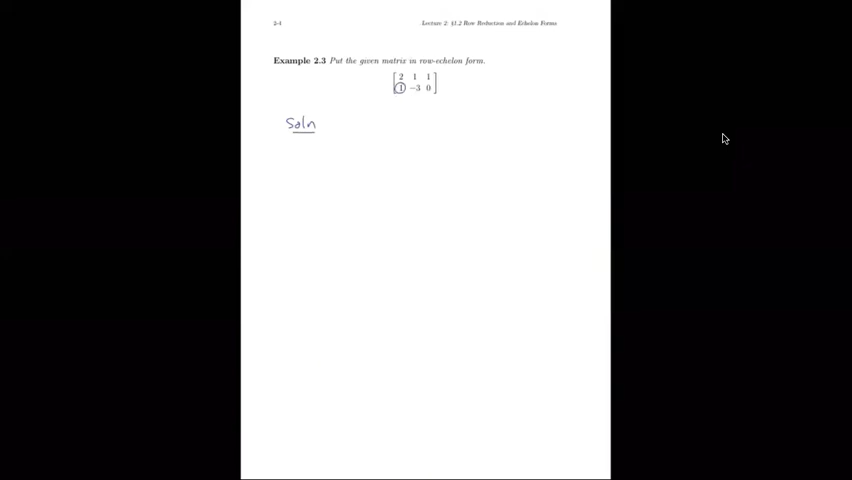 2-4 Lecture 2: §1.2 Row Reduction and Echelon Forms
Example 2.3 Put the given matrix in row-echelon form.
2 1 1
1 −3 0
Soln